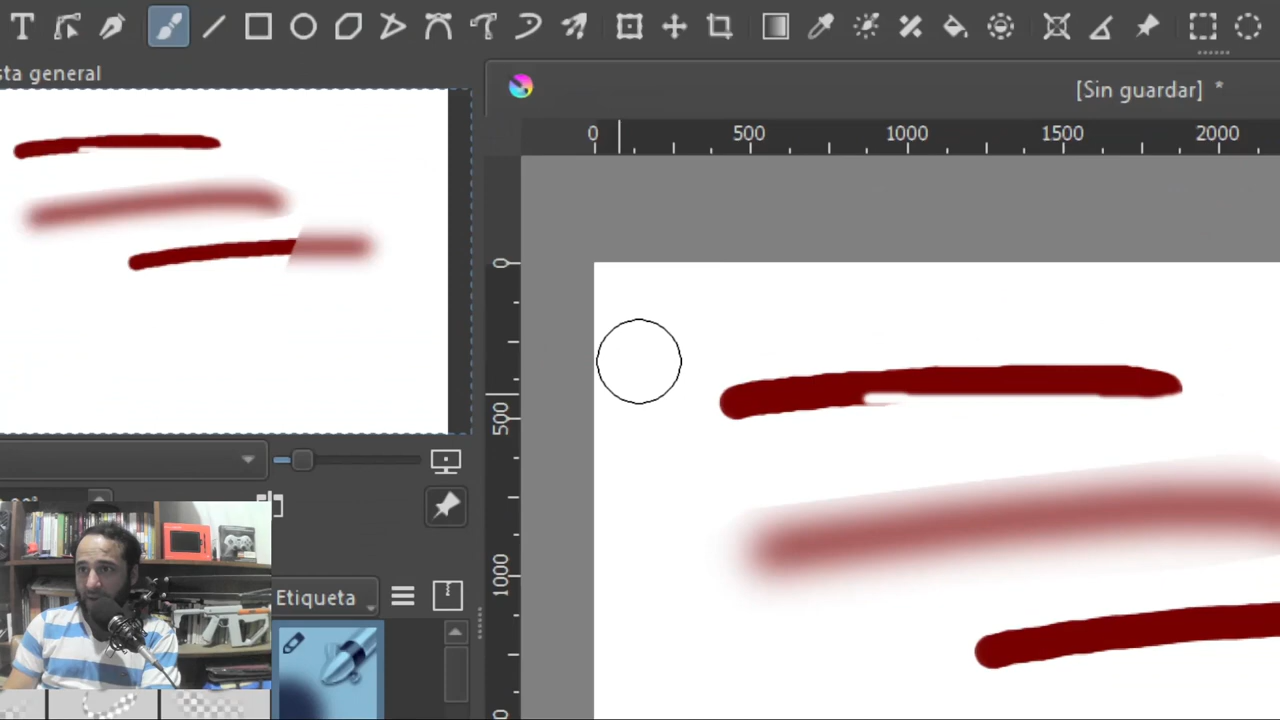 sta general
[Sin guardar] *
0 500 1000 1500 2000
0
500
1000
Etiqueta